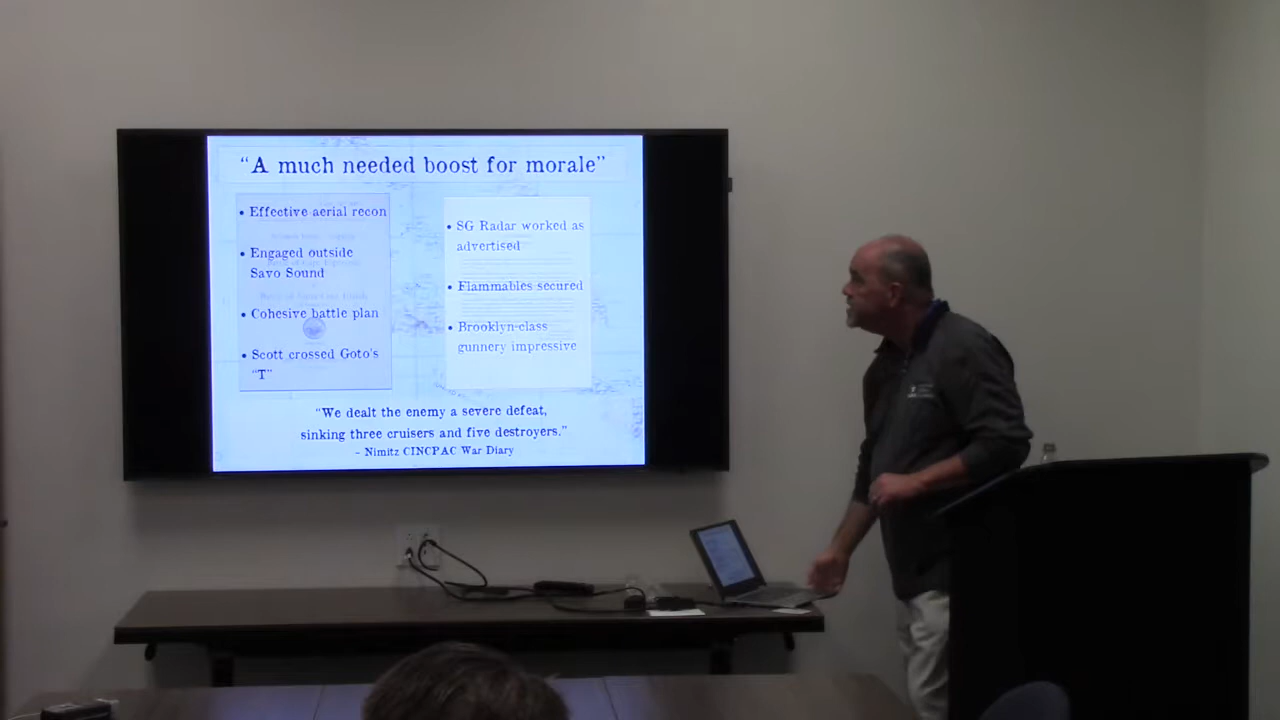 “A much needed boost for morale”
• Effective aerial recon
• Engaged outside
Savo Sound
• Cohesive battle plan
• Scott crossed Goto's
“T”
• SG Radar worked as
advertised
• Flammables secured
• Brooklyn-class
gunnery impressive
“We dealt the enemy a severe defeat,
sinking three cruisers and five destroyers.”
– Nimitz CINCPAC War Diary